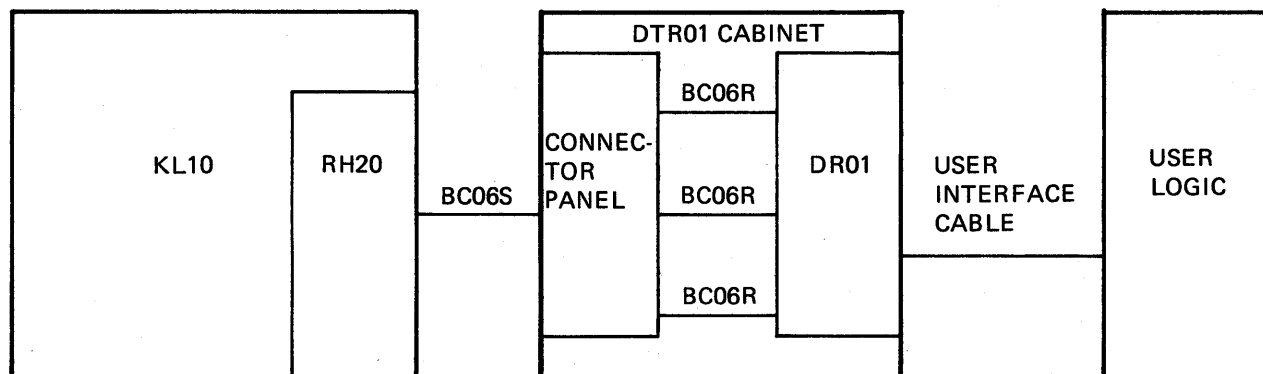 DTR01 CABINET
KL10
RH20
BC06S
CONNEC-
TOR
PANEL
BC06R
BC06R
BC06R
DR01
USER
INTERFACE
CABLE
USER
LOGIC